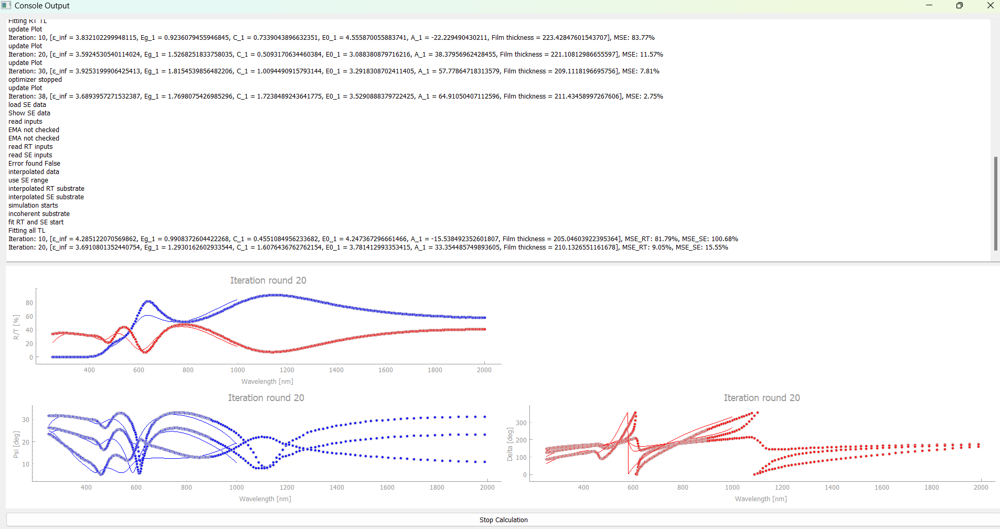 Console Output
Fitting RT TL
update Plot
Iteration: 10, [ε_inf = 3.832102299948115, Eg_1 = 0.9236079455946845, C_1 = 0.7339043896632351, E0_1 = 4.555870055883741, A_1 = -22.229490430211, Film thickness = 223.42847601543707], MSE: 83.77%
update Plot
Iteration: 20, [ε_inf = 3.5924530540114024, Eg_1 = 1.5268251833758035, C_1 = 0.5093170634460384, E0_1 = 3.088380879716216, A_1 = 38.37956962428455, Film thickness = 221.10812986655597], MSE: 11.57%
update Plot
Iteration: 30, [ε_inf = 3.9253199906425413, Eg_1 = 1.8154539856482206, C_1 = 1.0094490915793144, E0_1 = 3.2918308702411405, A_1 = 57.77864718313579, Film thickness = 209.1118196695756], MSE: 7.81%
optimizer stopped
update Plot
Iteration: 38, [ε_inf = 3.6893957271532387, Eg_1 = 1.7698075426985296, C_1 = 1.7238489243641775, E0_1 = 3.5290888379722425, A_1 = 64.91050407112596, Film thickness = 211.43458997267606], MSE: 2.75%
load SE data
Show SE data
read inputs
EMA not checked
EMA not checked
read RT inputs
read SE inputs
Error found False
interpolated data
use SE range
interpolated RT substrate
interpolated SE substrate
simulation starts
incoherent substrate
fit RT and SE start
Fitting all TL
Iteration: 10, [ε_inf = 4.285122070569862, Eg_1 = 0.9908372604422268, C_1 = 0.4551084956233682, E0_1 = 4.247367296661466, A_1 = -15.538492352601807, Film thickness = 205.04603922395364], MSE_RT: 81.79%, MSE_SE: 100.68%
Iteration: 20, [ε_inf = 3.6910801352440754, Eg_1 = 1.2930162602933544, C_1 = 1.6076436762762154, E0_1 = 3.781412993353415, A_1 = 33.354485749893605, Film thickness = 210.1326551161678], MSE_RT: 9.05%, MSE_SE: 15.55%
Iteration round 20
R/T [%]
80
60
40
20
0
400 600 800 1000 1200 1400 1600 1800 2000
Wavelength [nm]
Iteration round 20
Psi [deg]
30
20
10
400 600 800 1000 1200 1400 1600 1800 2000
Wavelength [nm]
Iteration round 20
Delta [deg]
300
200
100
0
400 600 800 1000 1200 1400 1600 1800 2000
Wavelength [nm]
Stop Calculation